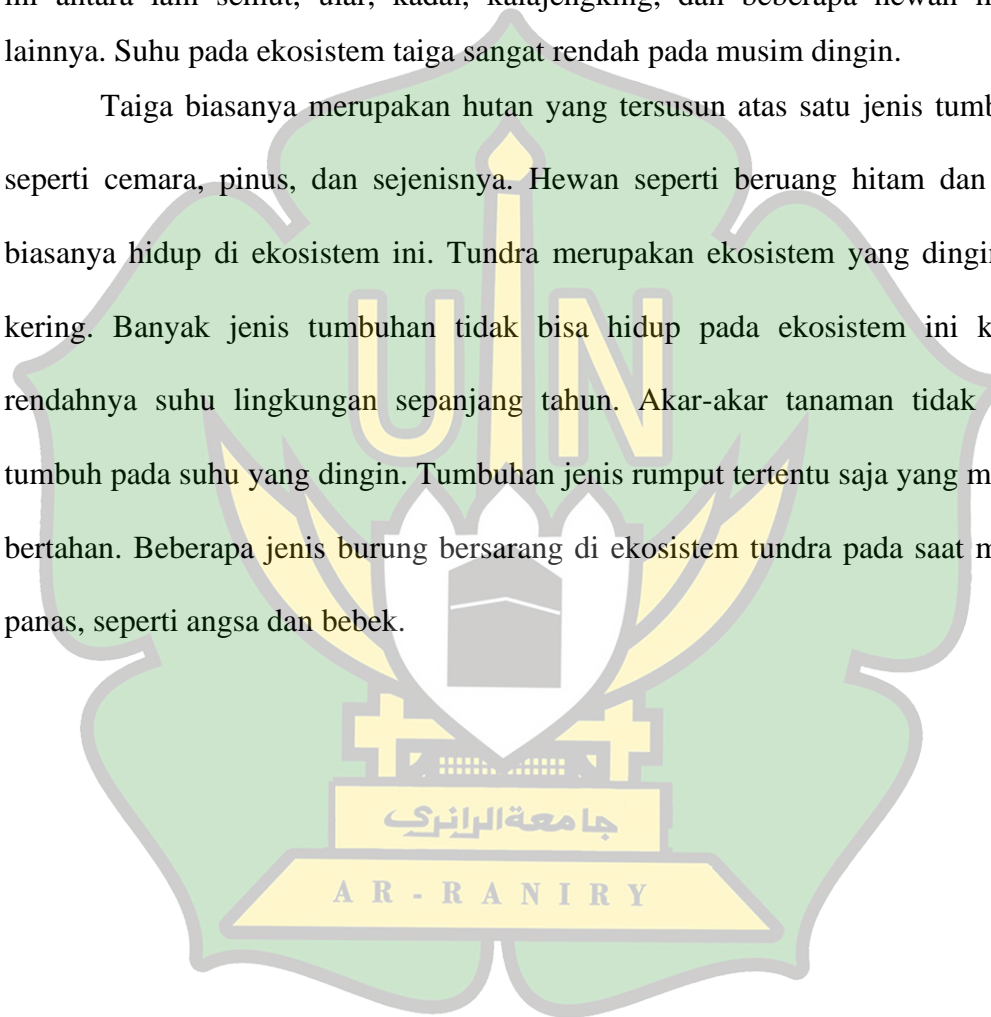 ini antara lain semut, ular, kadal, kalajengking, dan beberapa hewan
lainnya. Suhu pada ekosistem taiga sangat rendah pada musim dingin.
Taiga biasanya merupakan hutan yang tersusun atas satu jenis tumb
seperti cemara, pinus, dan sejenisnya. Hewan seperti beruang hitam dan
biasanya hidup di ekosistem ini. Tundra merupakan ekosistem yang dingin
kering. Banyak jenis tumbuhan tidak bisa hidup pada ekosistem ini k
rendahnya suhu lingkungan sepanjang tahun. Akar-akar tanaman tidak
tumbuh pada suhu yang dingin. Tumbuhan jenis rumput tertentu saja yang m
bertahan. Beberapa jenis burung bersarang di ekosistem tundra pada saat m
panas, seperti angsa dan bebek.
UIN
جامعة الرانري
AR-RANIRY